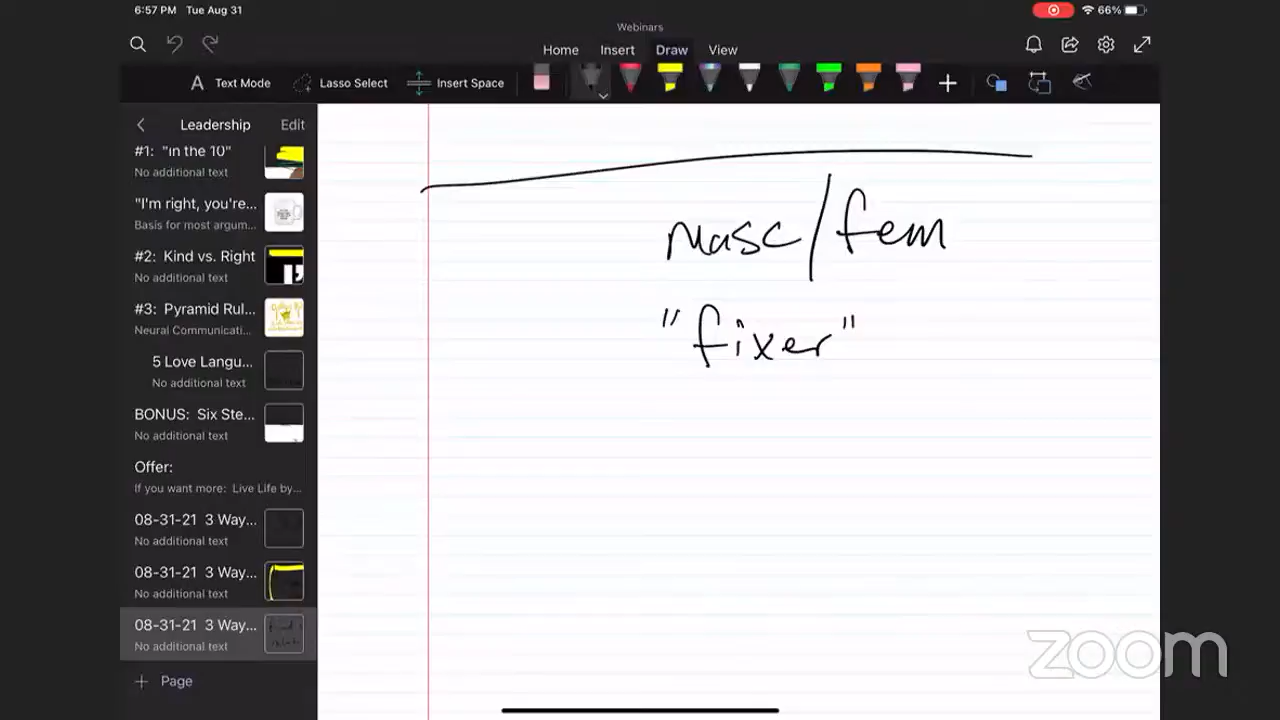 6:57 PM Tue Aug 31
66%
Webinars
Home Insert Draw View
Text Mode Lasso Select Insert Space
Leadership Edit
#1: "in the 10"
No additional text
"I'm right, you're...
Basis for most argum...
#2: Kind vs. Right
No additional text
#3: Pyramid Rul...
Neural Communicati...
5 Love Langu...
No additional text
BONUS: Six Ste...
No additional text
Offer:
If you want more: Live Life by...
08-31-21 3 Way...
No additional text
08-31-21 3 Way...
No additional text
08-31-21 3 Way...
No additional text
Page
masc/fem
"fixer"
zoom